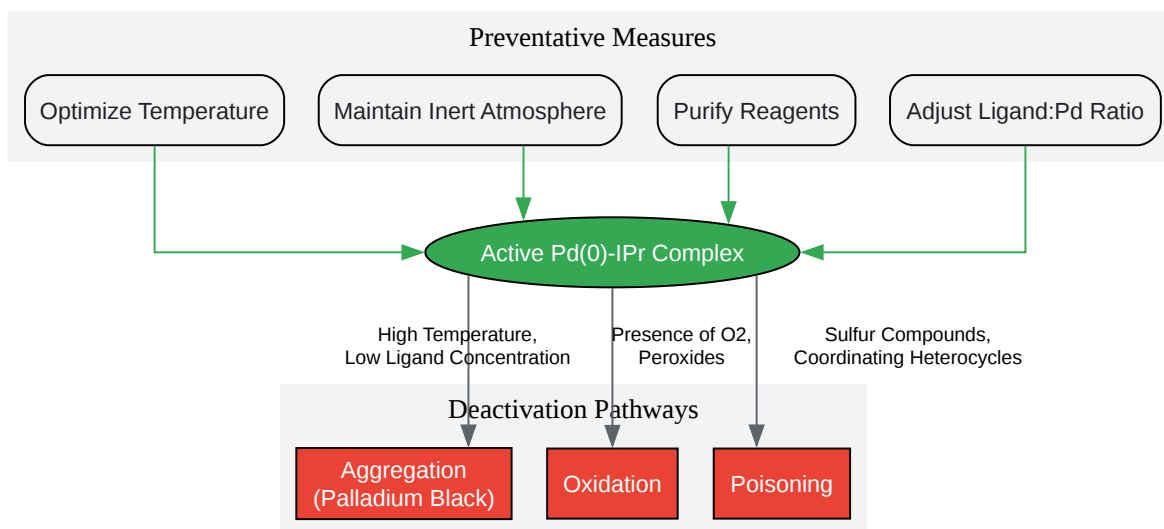 Preventative Measures
Optimize Temperature
Maintain Inert Atmosphere
Purify Reagents
Adjust Ligand:Pd Ratio
Active Pd(0)-IPr Complex
High Temperature,
Low Ligand Concentration
Presence of O2,
Peroxides
Sulfur Compounds,
Coordinating Heterocycles
Deactivation Pathways
Aggregation
(Palladium Black)
Oxidation
Poisoning